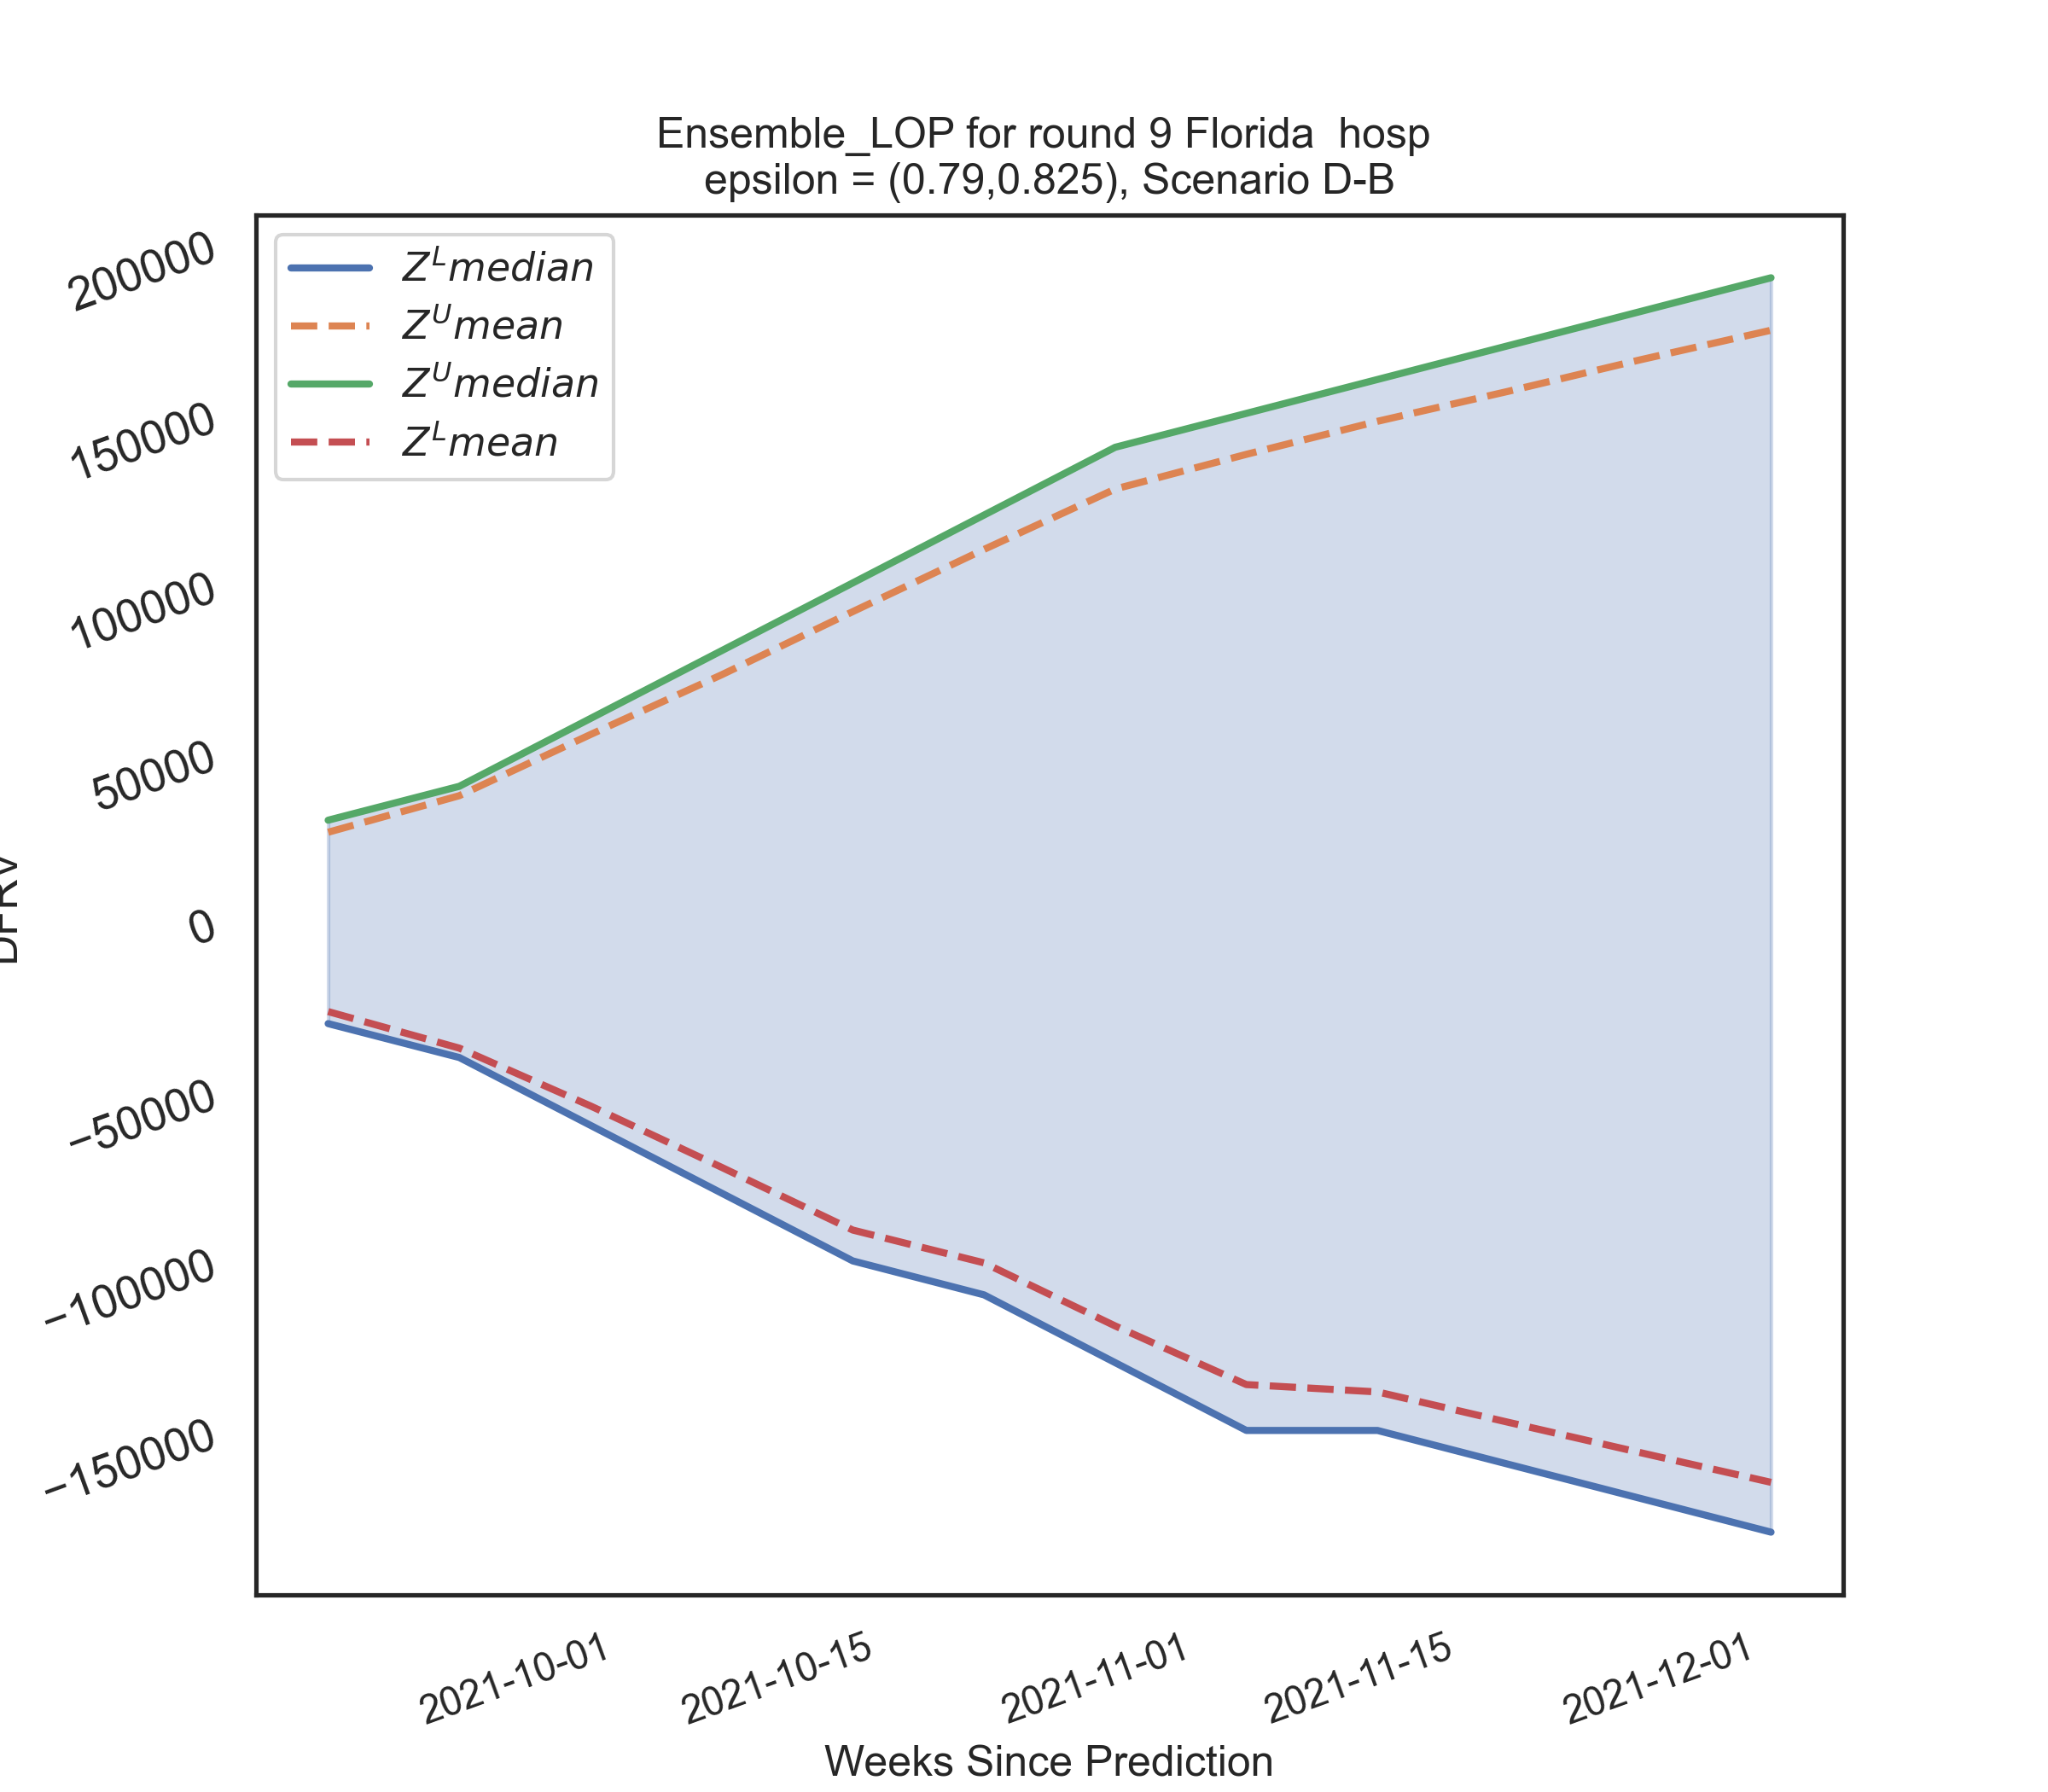 Ensemble_LOP for round 9 Florida  hosp
epsilon = (0.79,0.825), Scenario D-B
Z^L median
Z^U mean
Z^U median
Z^L mean
200000
150000
100000
50000
0
−50000
−100000
−150000
2021-10-01
2021-10-15
2021-11-01
2021-11-15
2021-12-01
Weeks Since Prediction